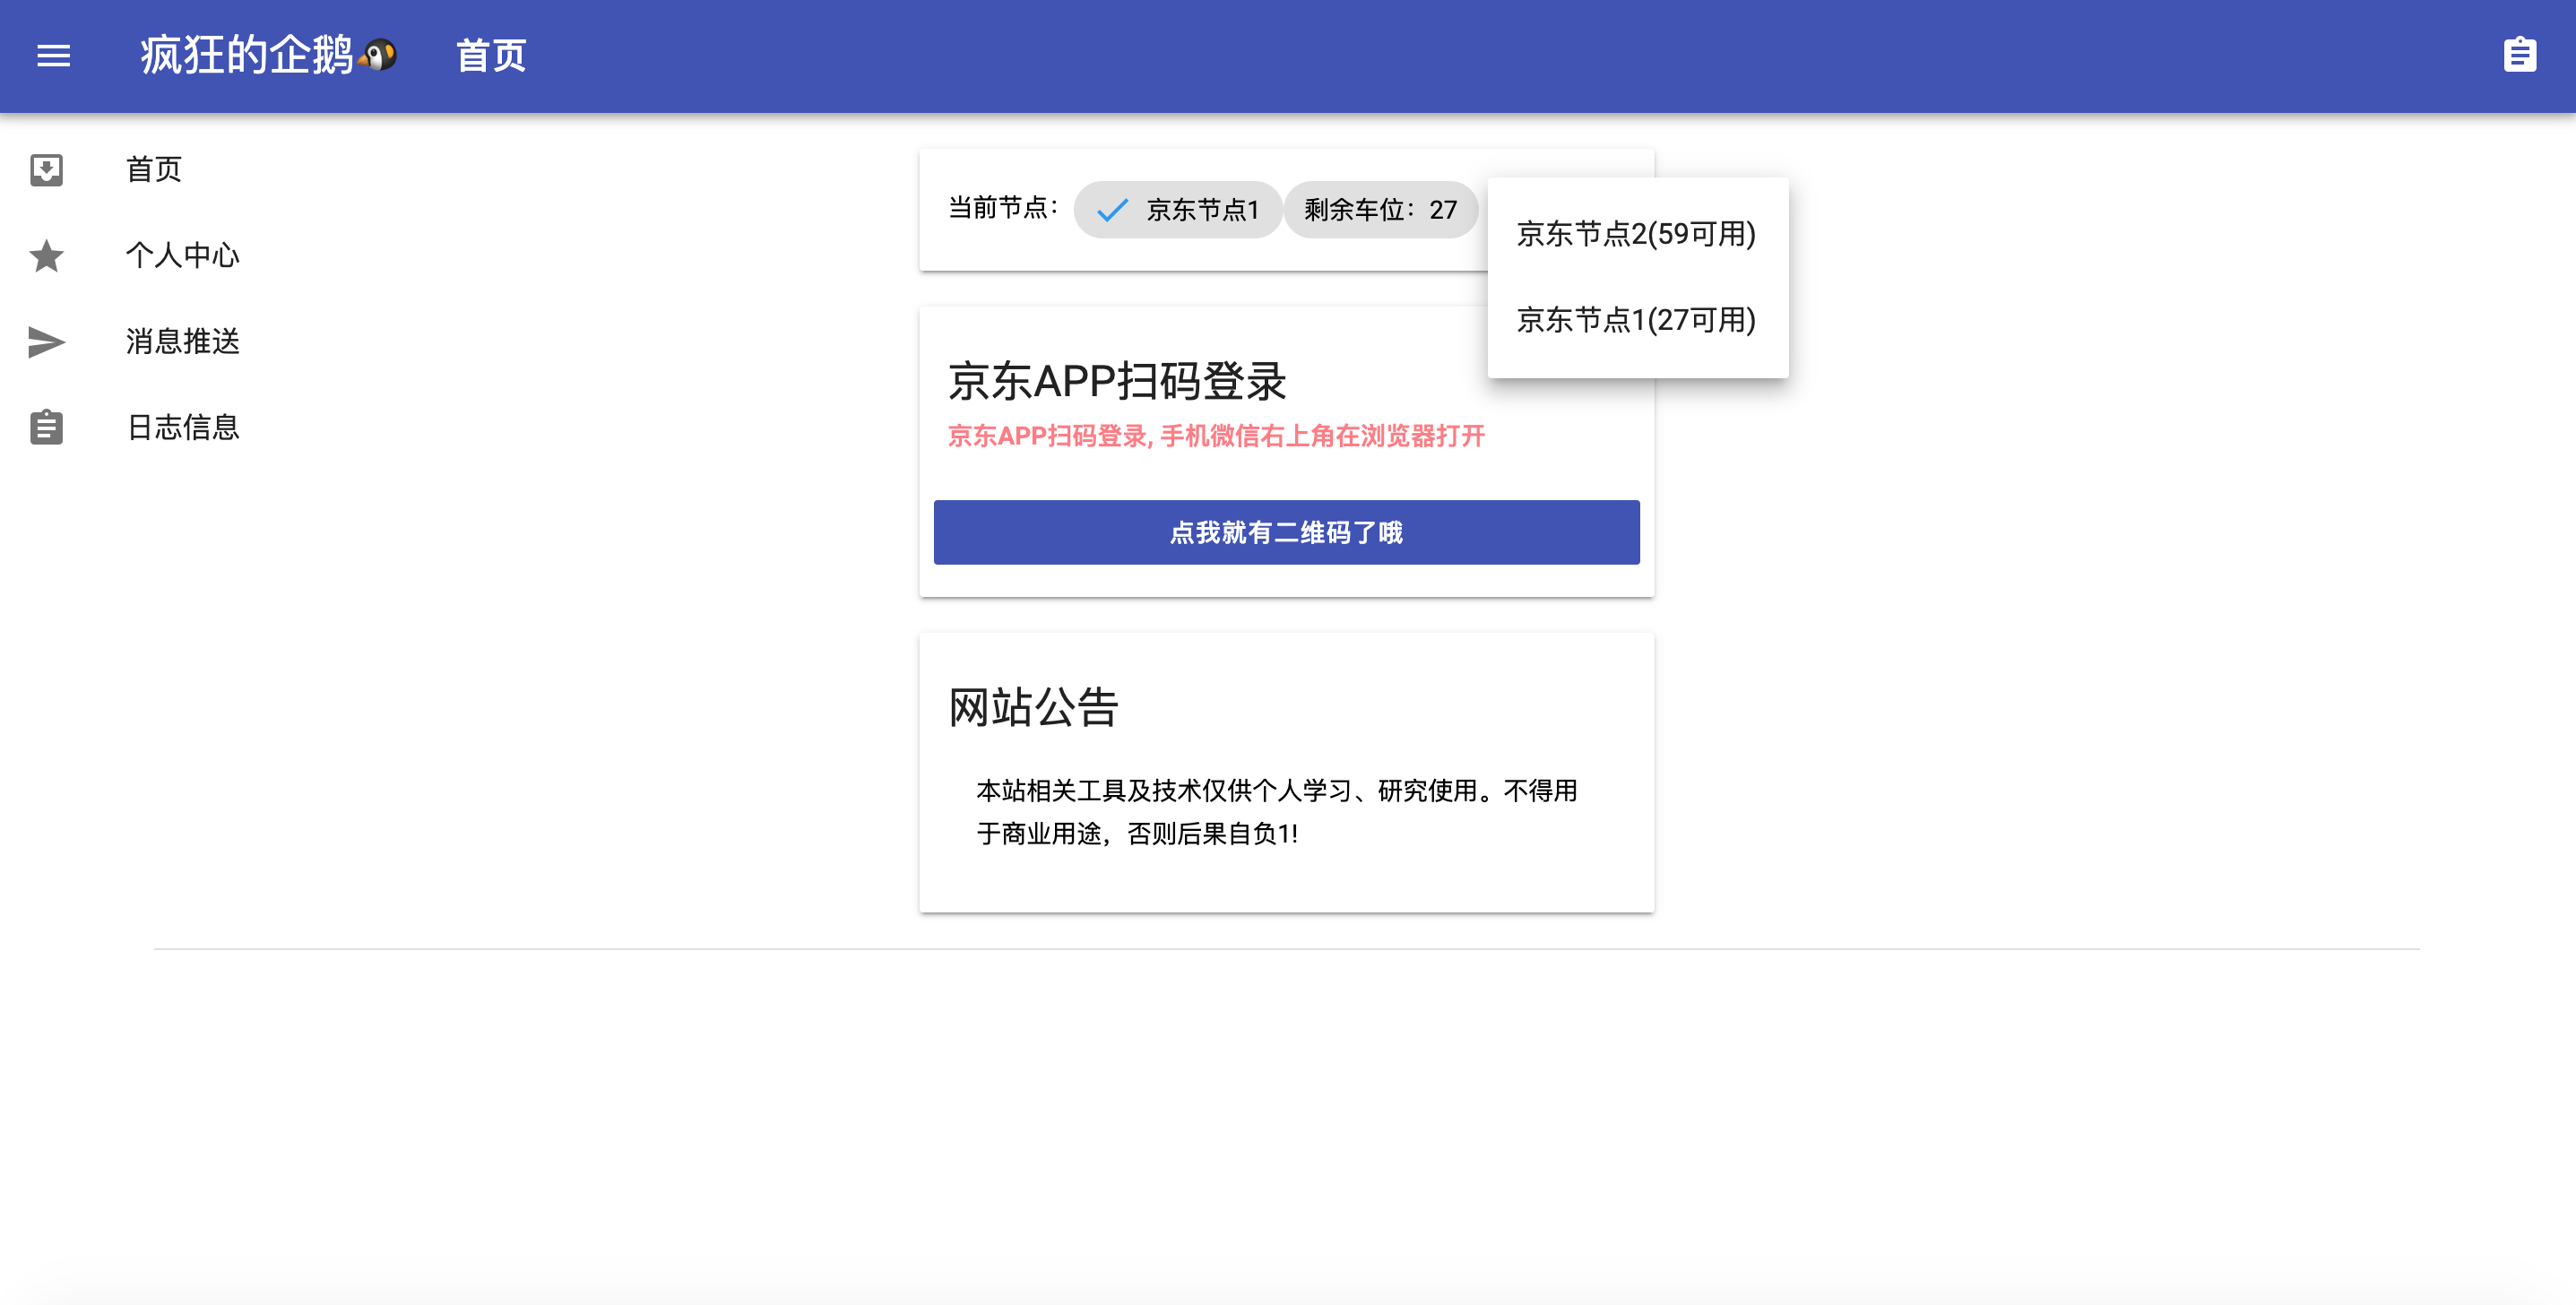 疯狂的企鹅🐧 首页
首页
个人中心
消息推送
日志信息
当前节点： 京东节点1 剩余车位：27
京东节点2(59可用)
京东节点1(27可用)
京东APP扫码登录
京东APP扫码登录, 手机微信右上角在浏览器打开
点我就有二维码了哦
网站公告
本站相关工具及技术仅供个人学习、研究使用。不得用
于商业用途，否则后果自负1!